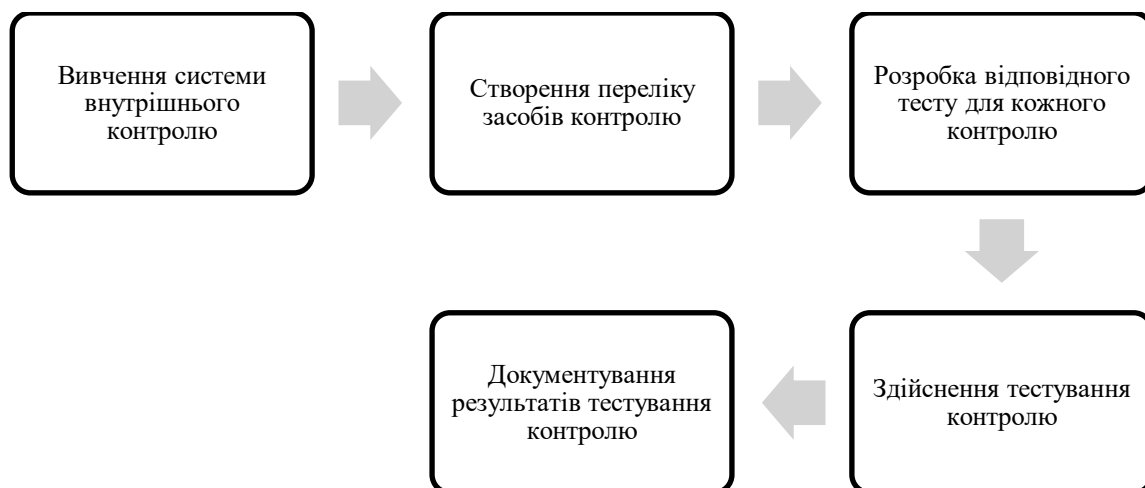 Вивчення системи
внутрішнього
контролю
Створення переліку
засобів контролю
Розробка відповідного
тесту для кожного
контролю
Здійснення тестування
контролю
Документування
результатів тестування
контролю